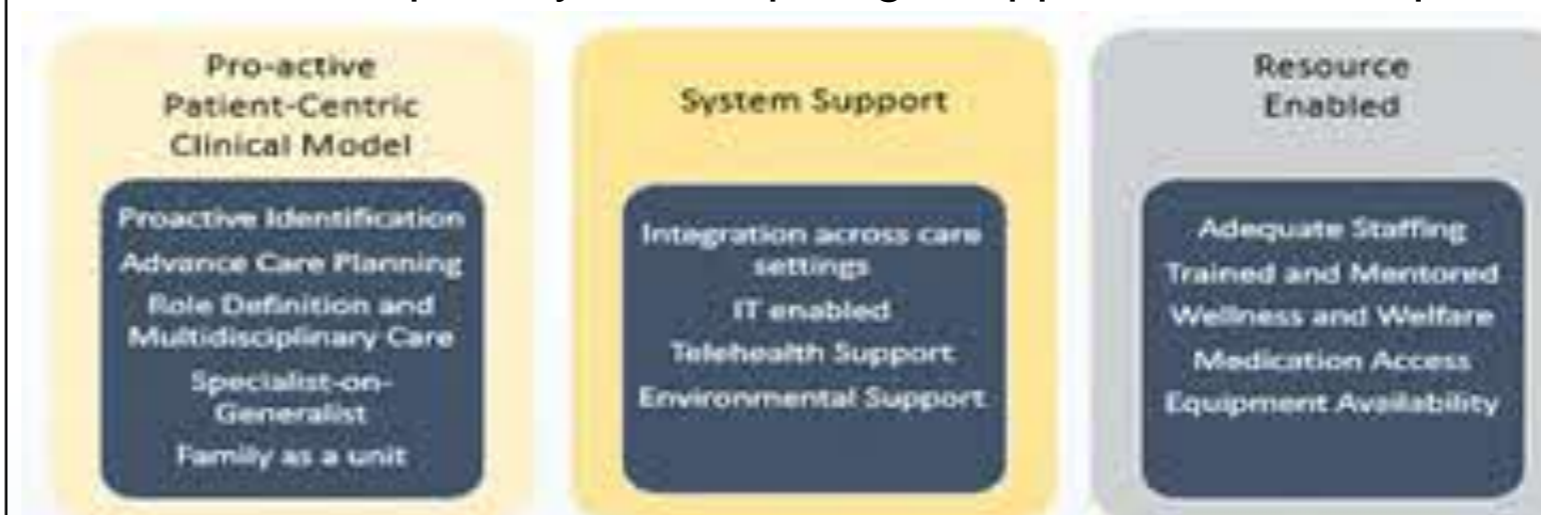 Pro-active
Patient-Centric
Clinical Model
Proactive Identification
Advance Care Planning
Role Definition and
Multidisciplinary Care
Specialist-on-
Generalist
Family as a unit
System Support
Integration across care
settings
IT enabled
Telehealth Support
Environmental Support
Resource
Enabled
Adequate Staffing
Trained and Mentored
Wellness and Welfare
Medication Access
Equipment Availability